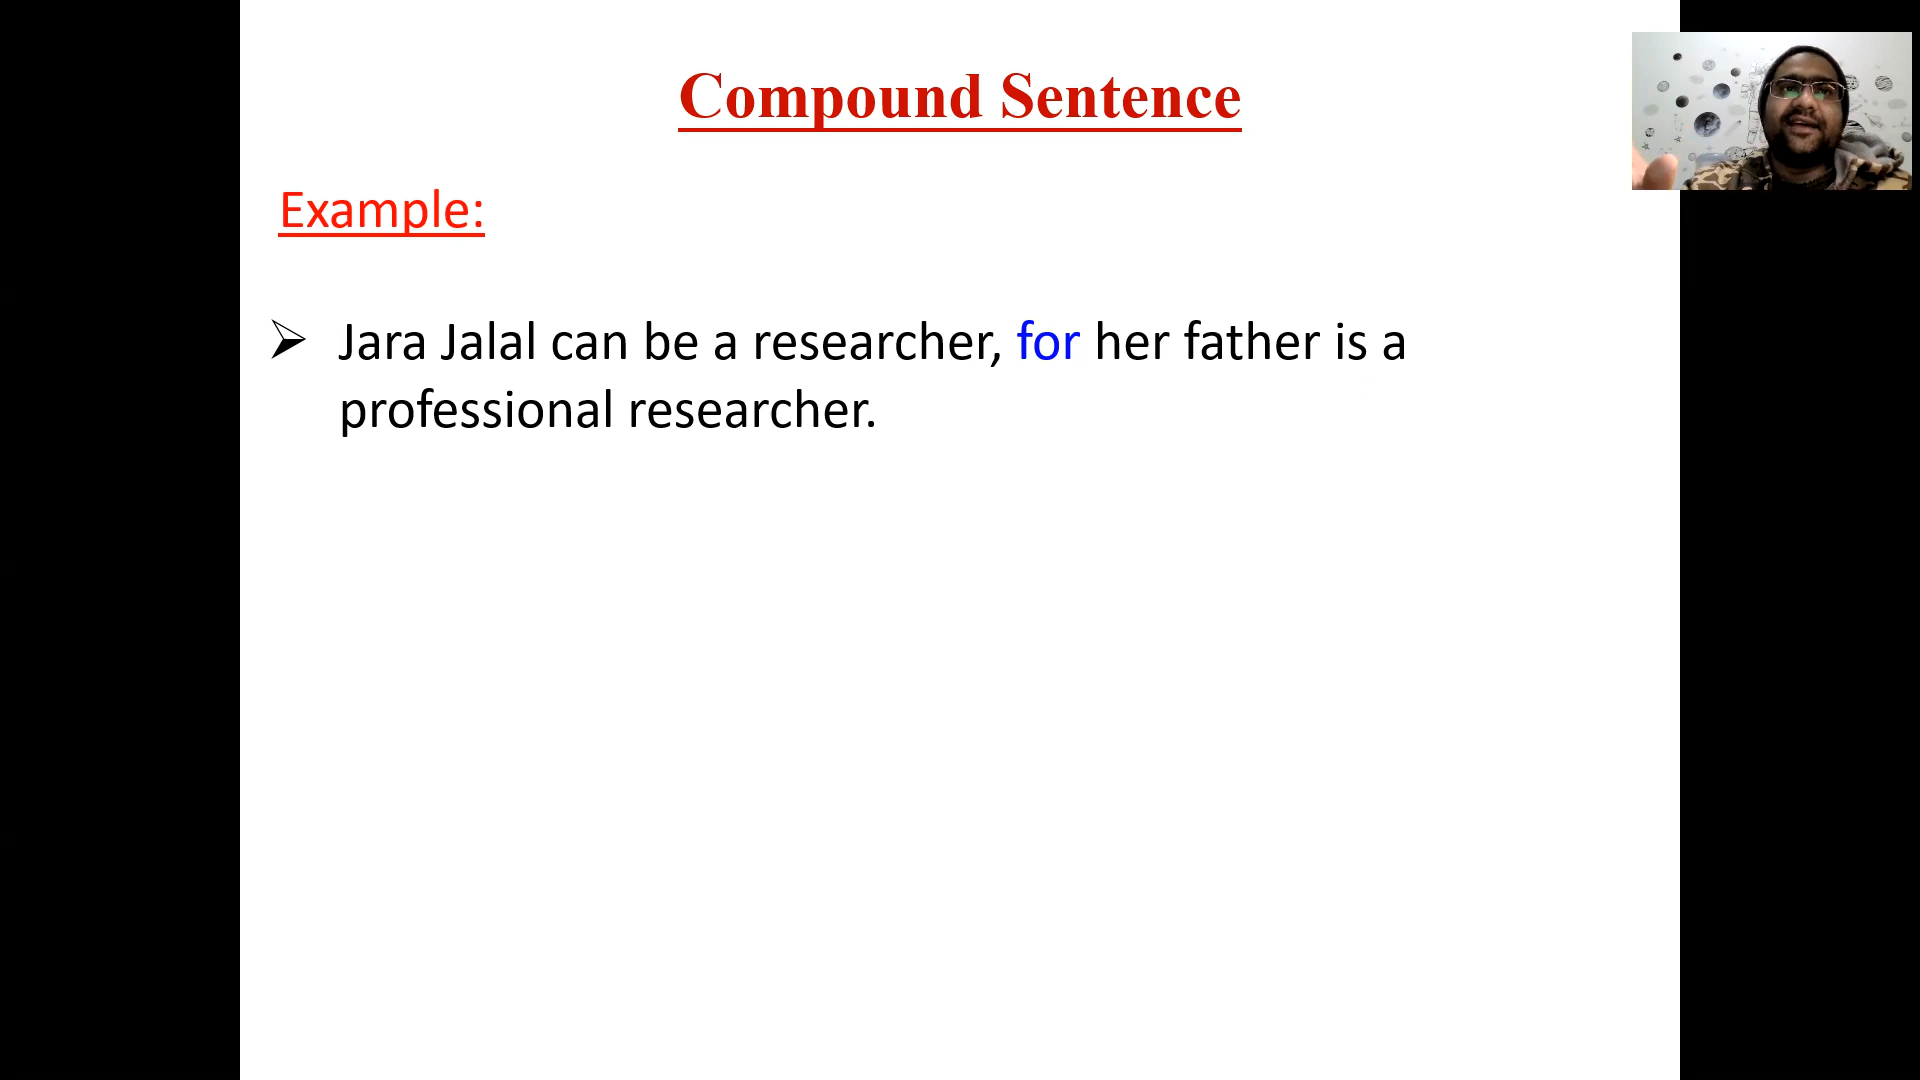 Compound Sentence
Example:
➢ Jara Jalal can be a researcher, for her father is a
professional researcher.